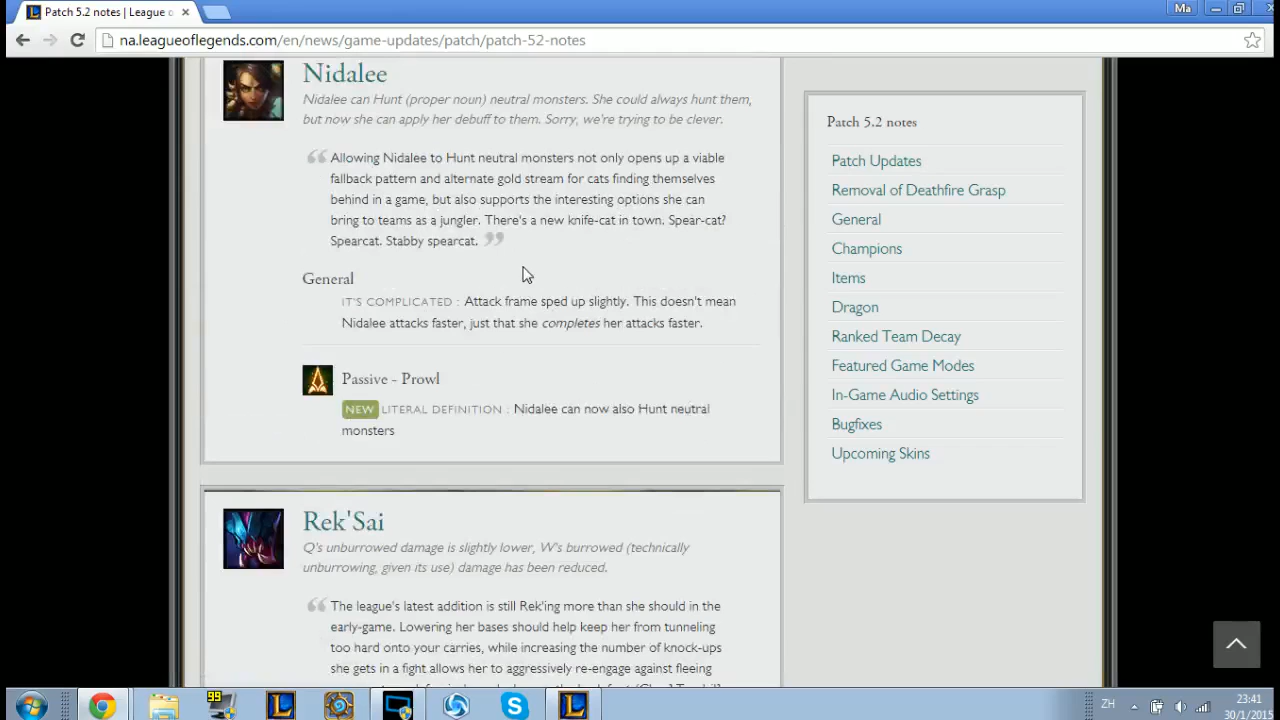 Patch 5.2 notes | League o
Ma
na.leagueoflegends.com/en/news/game-updates/patch/patch-52-notes
Nidalee
Nidalee can Hunt (proper noun) neutral monsters. She could always hunt them,
but now she can apply her debuff to them. Sorry, we're trying to be clever.
“ Allowing Nidalee to Hunt neutral monsters not only opens up a viable
fallback pattern and alternate gold stream for cats finding themselves
behind in a game, but also supports the interesting options she can
bring to teams as a jungler. There's a new knife-cat in town. Spear-cat?
Spearcat. Stabby spearcat. ”
General
IT'S COMPLICATED : Attack frame sped up slightly. This doesn't mean
Nidalee attacks faster, just that she completes her attacks faster.
Passive - Prowl
NEW LITERAL DEFINITION : Nidalee can now also Hunt neutral
monsters
Rek'Sai
Q's unburrowed damage is slightly lower, W's burrowed (technically
unburrowing, given its use) damage has been reduced.
“ The league's latest addition is still Rek'ing more than she should in the
early-game. Lowering her bases should help keep her from tunneling
too hard onto your carries, while increasing the number of knock-ups
she gets in a fight allows her to aggressively re-engage against fleeing
Patch 5.2 notes
Patch Updates
Removal of Deathfire Grasp
General
Champions
Items
Dragon
Ranked Team Decay
Featured Game Modes
In-Game Audio Settings
Bugfixes
Upcoming Skins
99
ZH
23:41
30/1/2015